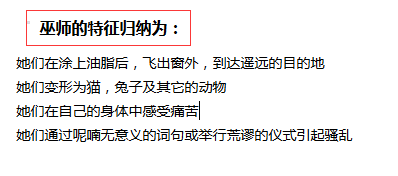 巫师的特征归纳为：
她们在涂上油脂后，飞出窗外，到达遥远的目的地
她们变形为猫，兔子及其它的动物
她们在自己的身体中感受痛苦
她们通过呢喃无意义的词句或举行荒谬的仪式引起骚乱